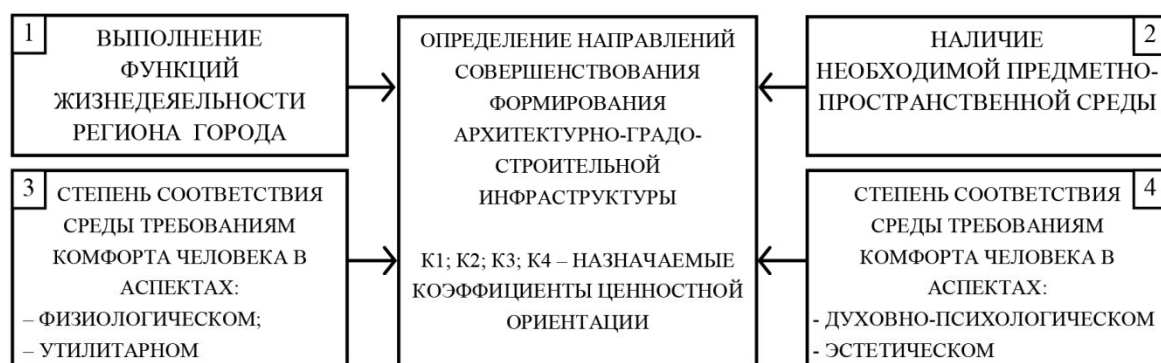 1
ВЫПОЛНЕНИЕ
ФУНКЦИЙ
ЖИЗНЕДЕЯЕЛЬНОСТИ
РЕГИОНА ГОРОДА
ОПРЕДЕЛЕНИЕ НАПРАВЛЕНИЙ
СОВЕРШЕНСТВОВАНИЯ
ФОРМИРОВАНИЯ
АРХИТЕКТУРНО-ГРАДО-
СТРОИТЕЛЬНОЙ
ИНФРАСТРУКТУРЫ
К1; К2; К3; К4 – НАЗНАЧАЕМЫЕ
КОЭФФИЦИЕНТЫ ЦЕННОСТНОЙ
ОРИЕНТАЦИИ
2
НАЛИЧИЕ
НЕОБХОДИМОЙ ПРЕДМЕТНО-
ПРОСТРАНСТВЕННОЙ СРЕДЫ
3
СТЕПЕНЬ СООТВЕТСТВИЯ
СРЕДЫ ТРЕБОВАНИЯМ
КОМФОРТА ЧЕЛОВЕКА В
АСПЕКТАХ:
– ФИЗИОЛОГИЧЕСКОМ;
– УТИЛИТАРНОМ
4
СТЕПЕНЬ СООТВЕТСТВИЯ
СРЕДЫ ТРЕБОВАНИЯМ
КОМФОРТА ЧЕЛОВЕКА В
АСПЕКТАХ:
- ДУХОВНО-ПСИХОЛОГИЧЕСКОМ
- ЭСТЕТИЧЕСКОМ